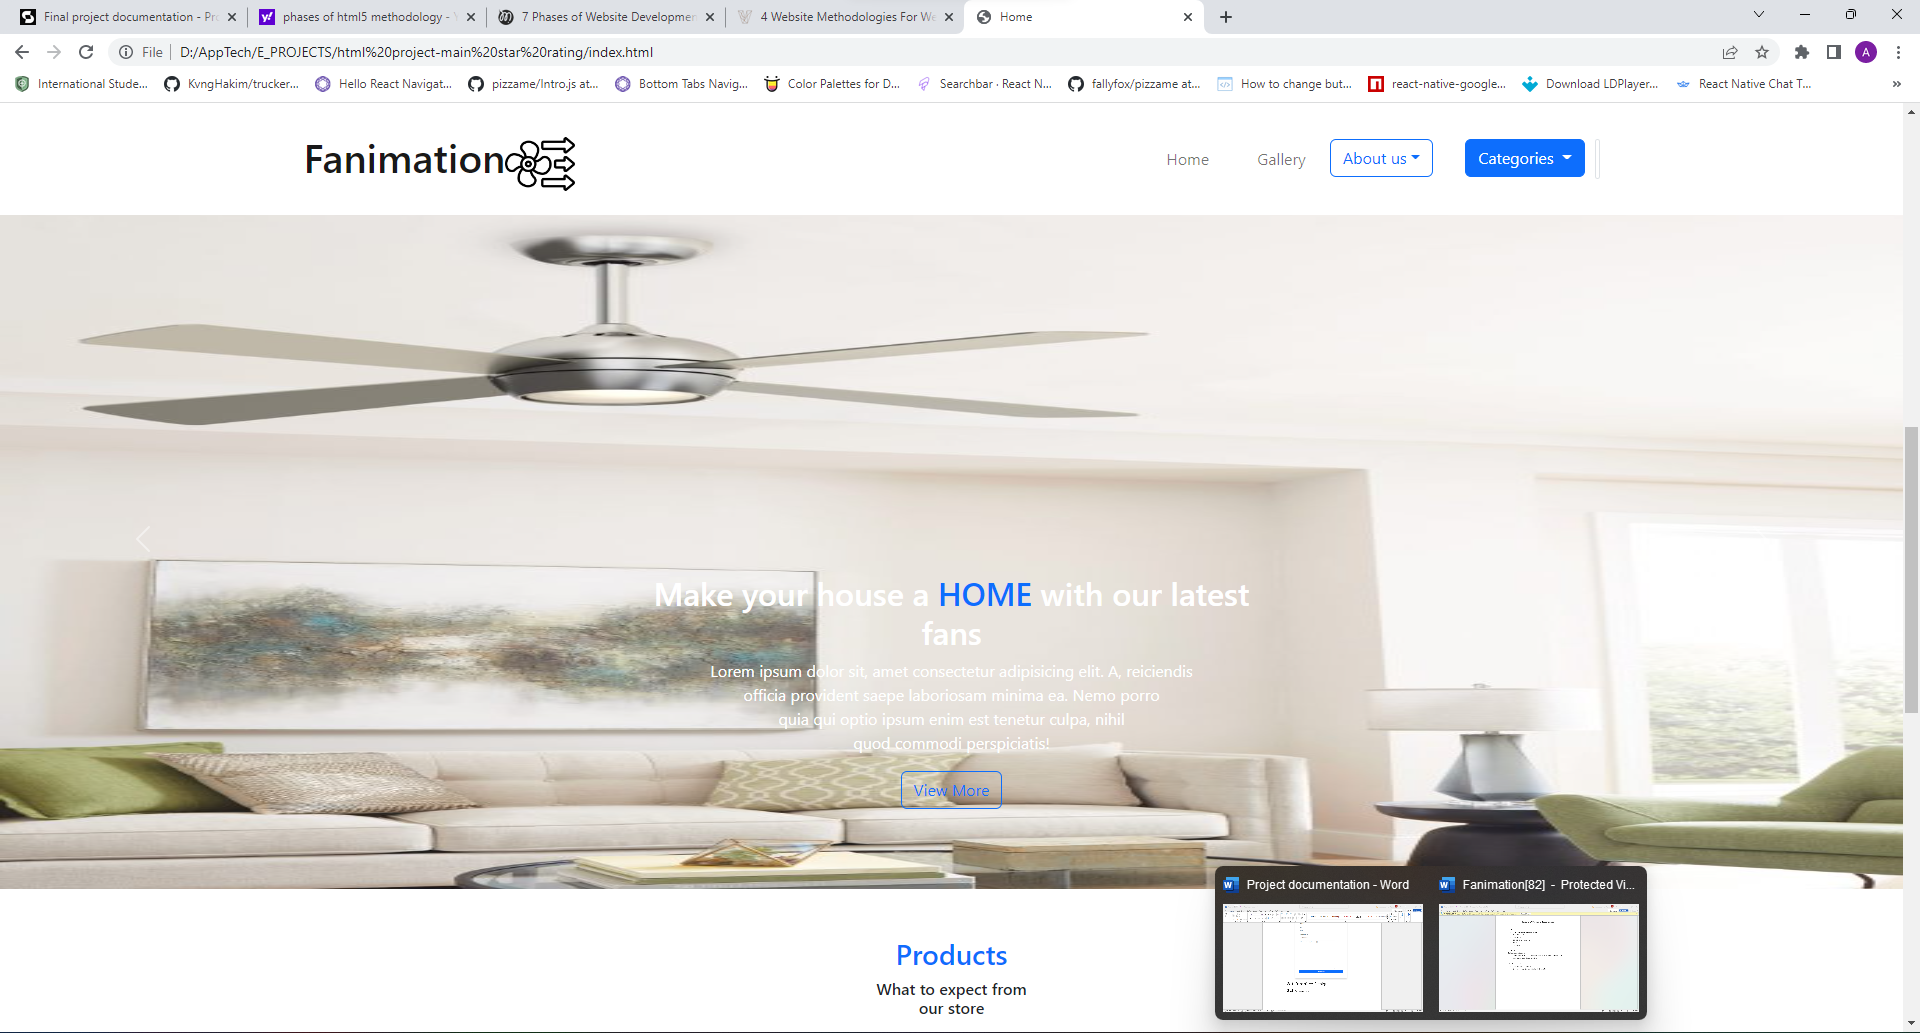 Final project documentation - Pr
phases of html5 methodology - Y
7 Phases of Website Developmen
4 Website Methodologies For We
Home
File
D:/AppTech/E_PROJECTS/html%20project-main%20star%20rating/index.html
A
International Stude...
KvngHakim/trucker...
Hello React Navigat...
pizzame/Intro.js at...
Bottom Tabs Navig...
Color Palettes for D...
Searchbar · React N...
fallyfox/pizzame at...
How to change but...
react-native-google...
Download LDPlayer...
React Native Chat T...
»
Fanimation
Home
Gallery
About us
Categories
Make your house a HOME with our latest
fans
Lorem ipsum dolor sit, amet consectetur adipisicing elit. A, reiciendis
officia provident saepe laboriosam minima ea. Nemo porro
quia qui optio ipsum enim est tenetur culpa, nihil
quod commodi perspiciatis!
View More
Project documentation - Word
Fanimation[82] - Protected Vi...
Products
What to expect from
our store